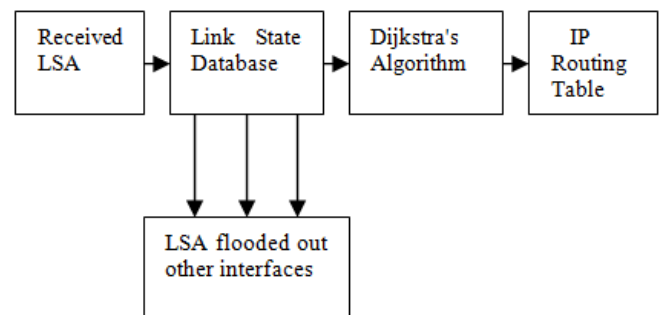 Received
LSA
Link State
Database
Dijkstra's
Algorithm
IP
Routing
Table
LSA flooded out
other interfaces